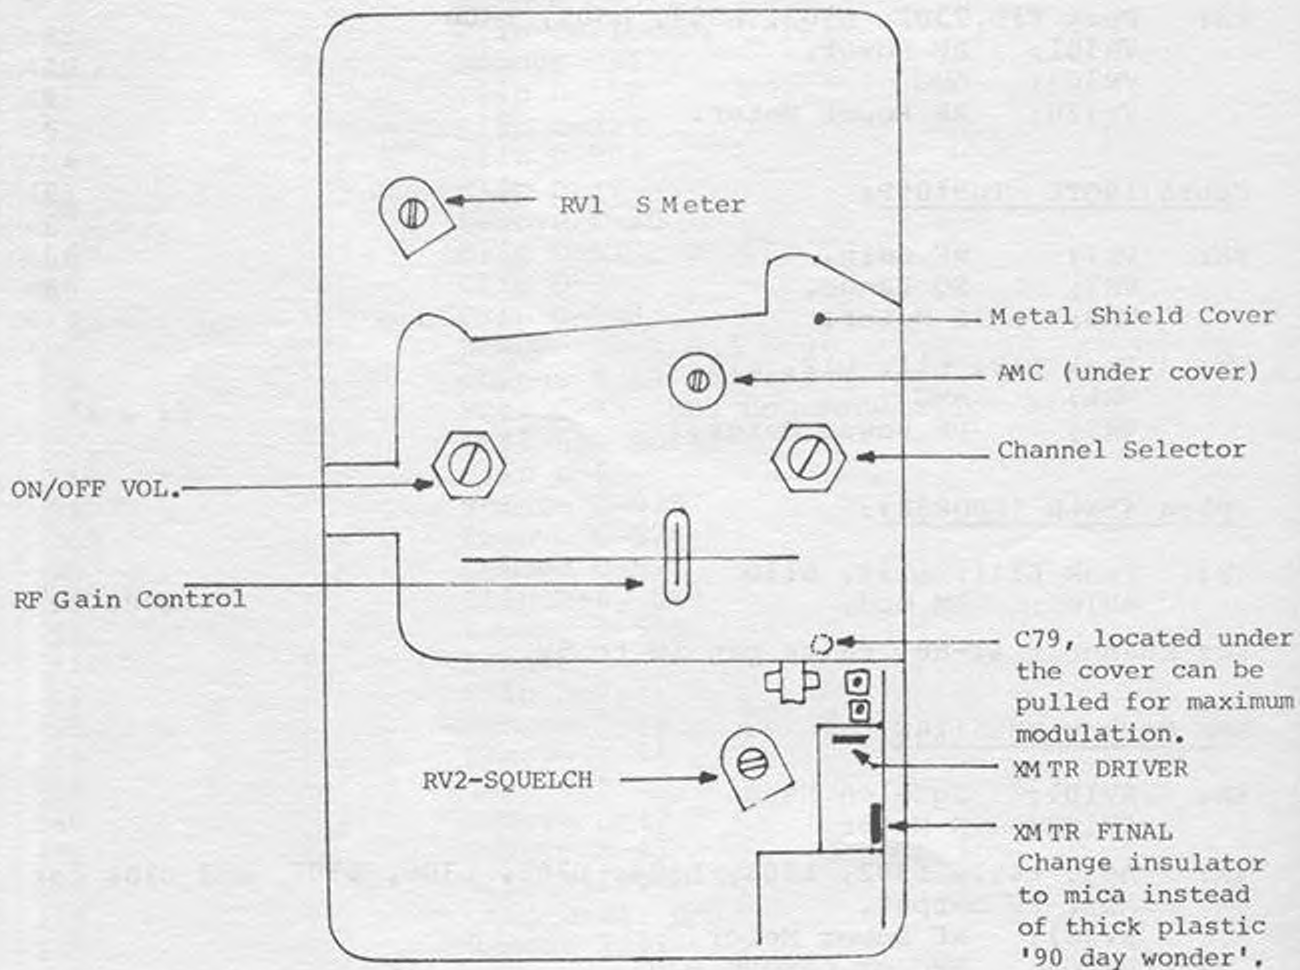 RV1 S Meter
Metal Shield Cover
AMC (under cover)
Channel Selector
ON/OFF VOL.
RF Gain Control
C79, located under
the cover can be
pulled for maximum
modulation.
RV2-SQUELCH
XMTR DRIVER
XMTR FINAL
Change insulator
to mica instead
of thick plastic
'90 day wonder'.